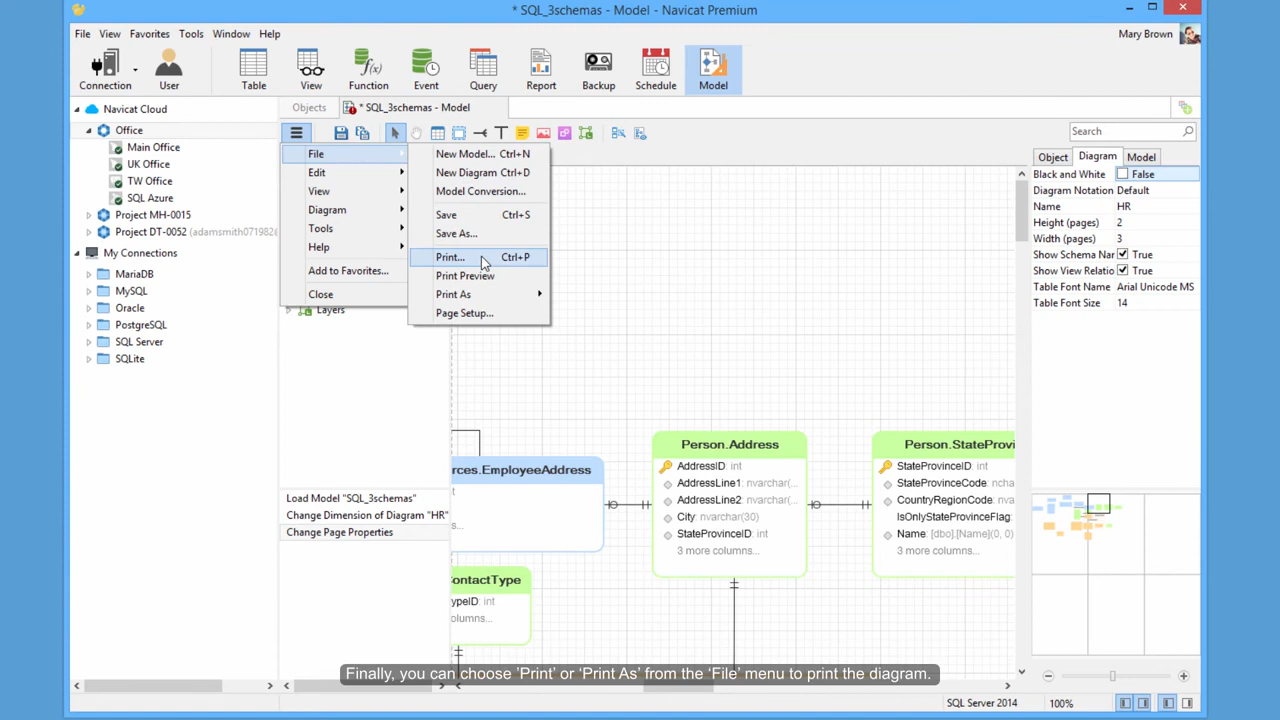 * SQL_3schemas - Model - Navicat Premium
File View Favorites Tools Window Help
Mary Brown
Connection User Table View Function Event Query Report Backup Schedule Model
Navicat Cloud
Office
Main Office
UK Office
TW Office
SQL Azure
Project MH-0015
Project DT-0052 (adamsmith071982
My Connections
MariaDB
MySQL
Oracle
PostgreSQL
SQL Server
SQLite
Objects * SQL_3schemas - Model
File
Edit
View
Diagram
Tools
Help
Add to Favorites...
Close
New Model... Ctrl+N
New Diagram Ctrl+D
Model Conversion...
Save Ctrl+S
Save As...
Print... Ctrl+P
Print Preview
Print As
Page Setup...
Layers
Load Model "SQL_3schemas"
Change Dimension of Diagram "HR"
Change Page Properties
rces.EmployeeAddress
t
s...
ontactType
ypeID: int
olumns...
Person.Address
AddressID: int
AddressLine1: nvarchar(...
AddressLine2: nvarchar(...
City: nvarchar(30)
StateProvinceID: int
3 more columns...
Person.StateProvi
StateProvinceID: int
StateProvinceCode: ncha
CountryRegionCode: nva
IsOnlyStateProvinceFlag:
Name: [dbo].[Name](0, 0)
3 more columns...
Search
Object Diagram Model
Black and White False
Diagram Notation Default
Name HR
Height (pages) 2
Width (pages) 3
Show Schema Nar True
Show View Relatio True
Table Font Name Arial Unicode MS
Table Font Size 14
Finally, you can choose 'Print' or 'Print As' from the 'File' menu to print the diagram.
SQL Server 2014 100%